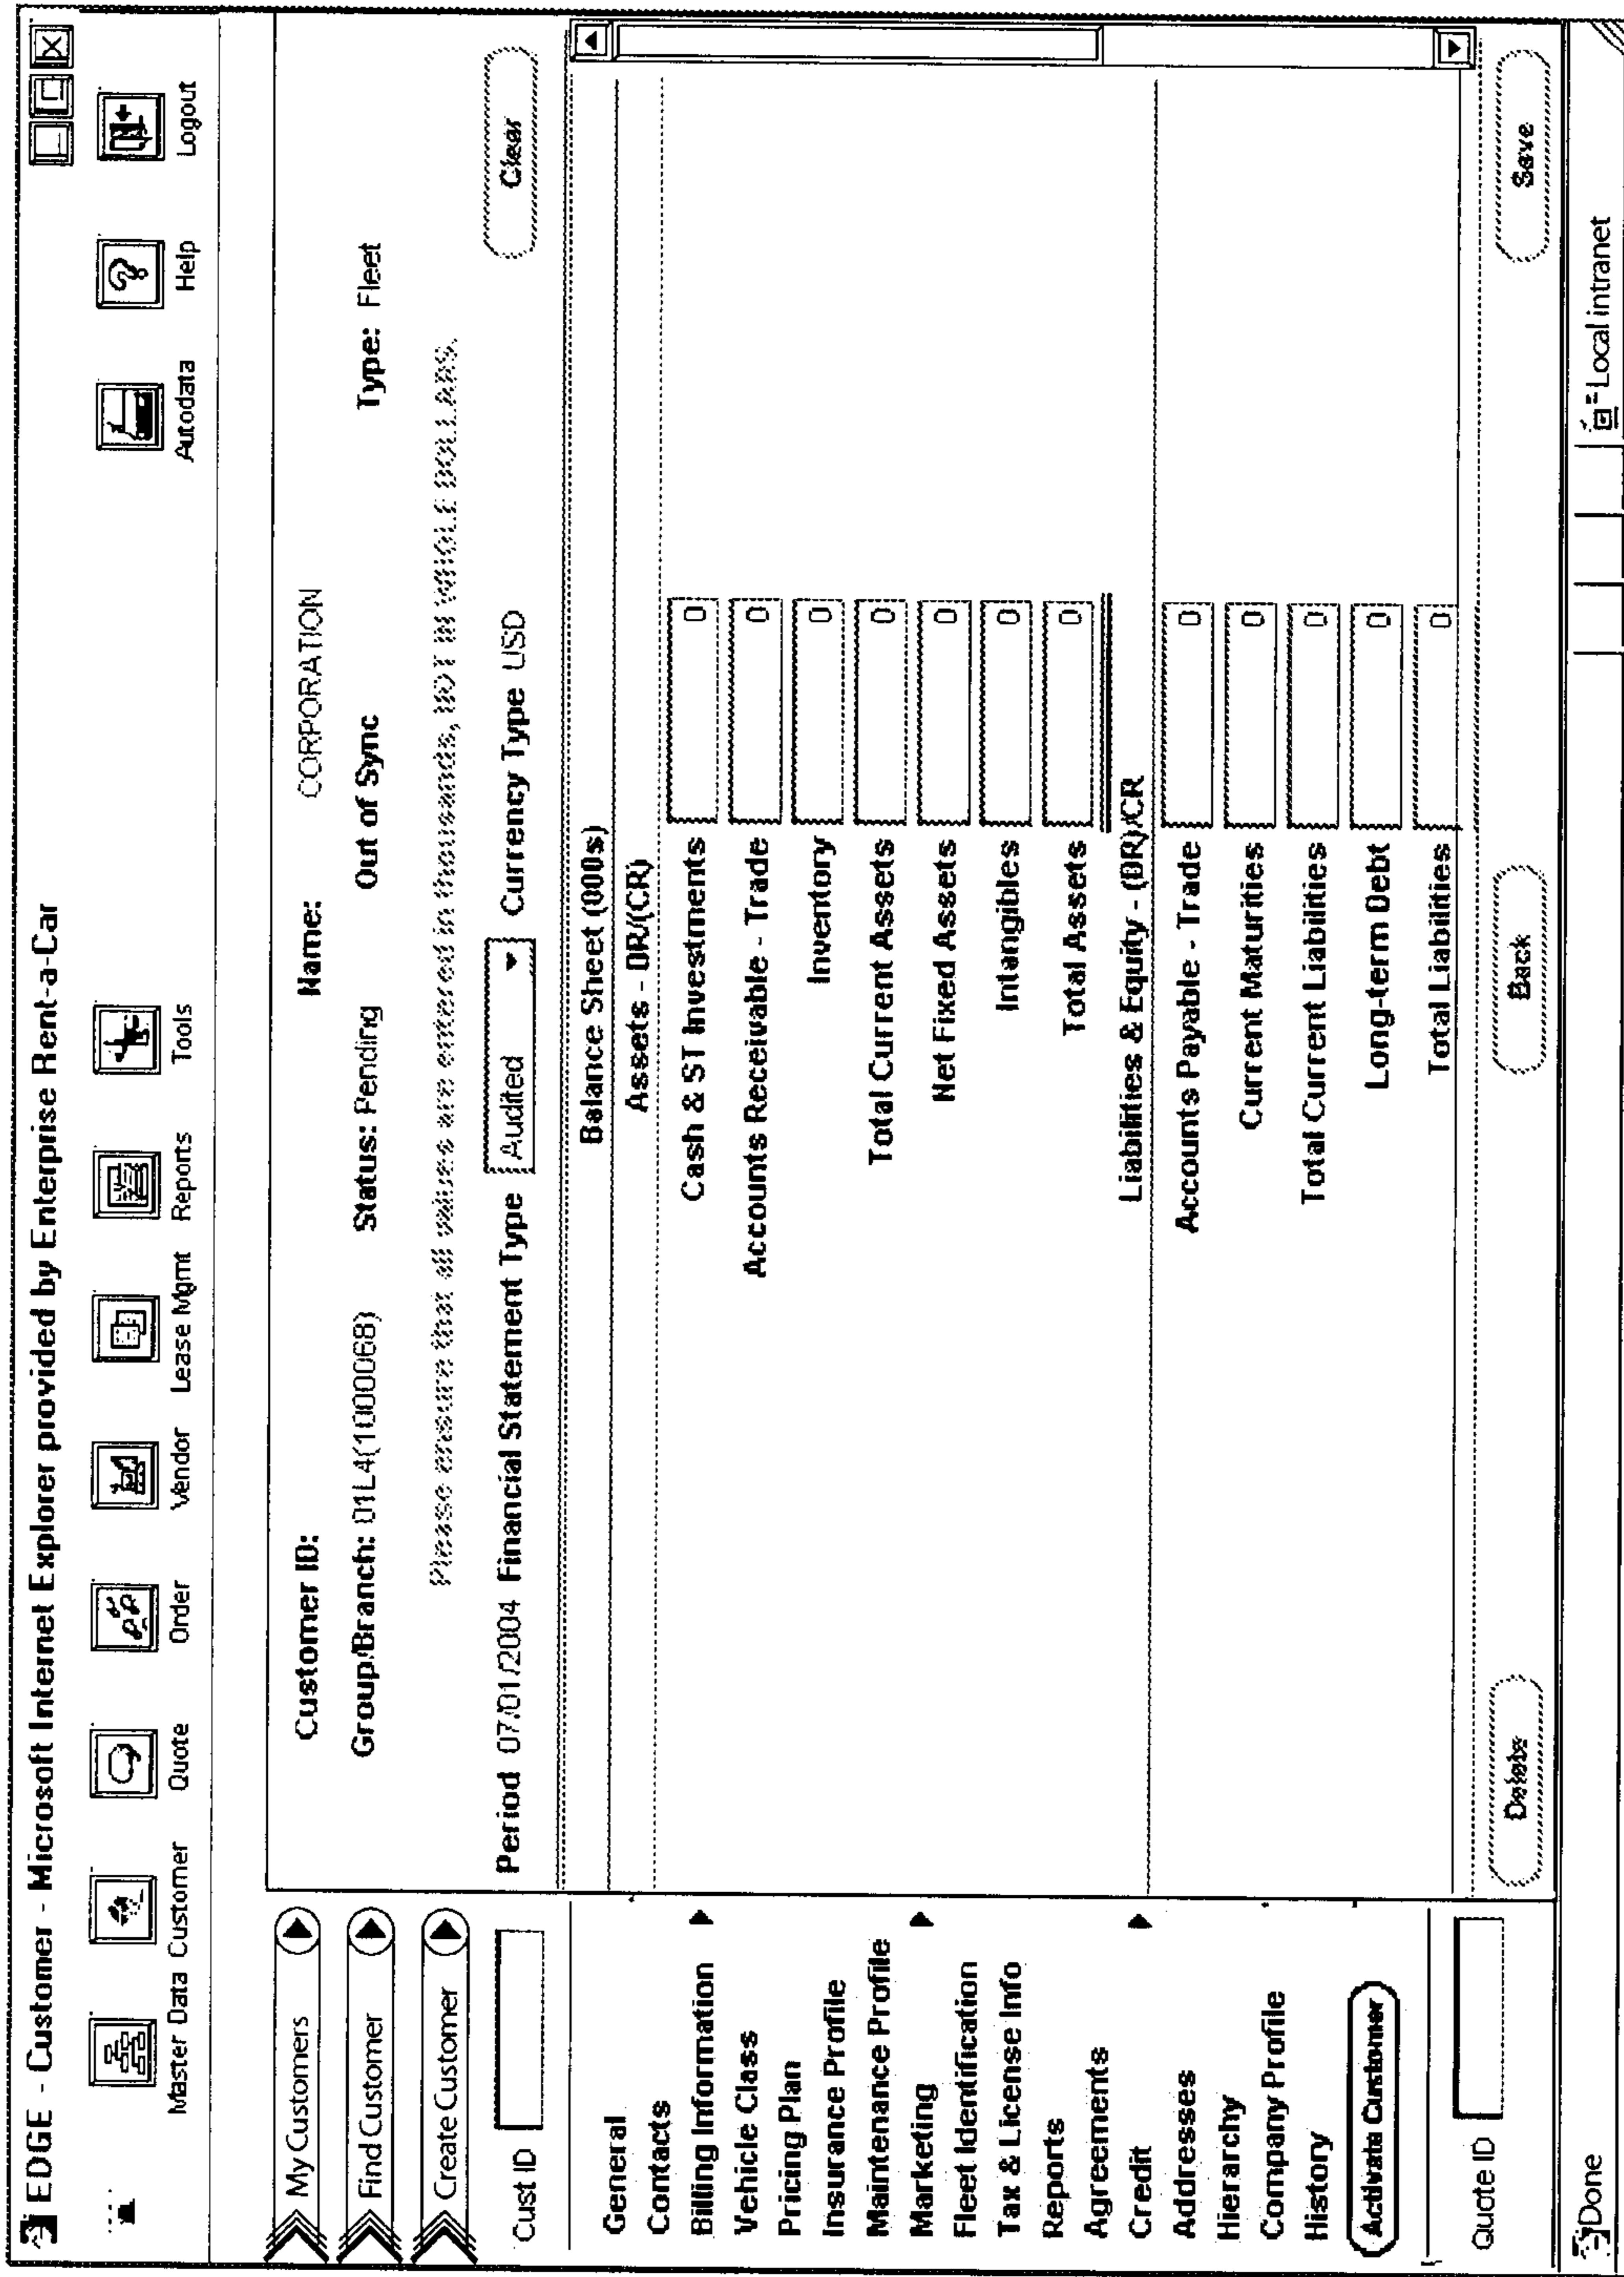 EDGE - Customer - Microsoft Internet Explorer provided by Enterprise Rent-a-Car
Master Data Customer Quote Order Vendor Lease Mgmt Reports Tools Autodata Help Logout
My Customers
Find Customer
Create Customer
Cust ID
General
Contacts
Billing Information
Vehicle Class
Pricing Plan
Insurance Profile
Maintenance Profile
Marketing
Fleet Identification
Tax & License Info
Reports
Agreements
Credit
Addresses
Hierarchy
Company Profile
History
Activate Customer
Quote ID
Customer ID: Name: CORPORATION
Group/Branch: 01L4(100068) Status: Pending Out of Sync Type: Fleet
Please ensure that all values are entered in thousands, NOT IN WHOLE DOLLARS.
Period 07/01/2004 Financial Statement Type Audited Currency Type USD Clear
Balance Sheet (000s)
Assets - DR/(CR)
Cash & ST Investments 0
Accounts Receivable - Trade 0
Inventory 0
Total Current Assets 0
Net Fixed Assets 0
Intangibles 0
Total Assets 0
Liabilities & Equity - (DR)/CR
Accounts Payable - Trade 0
Current Maturities 0
Total Current Liabilities 0
Long-term Debt 0
Total Liabilities 0
Delete Back Save
Done Local intranet